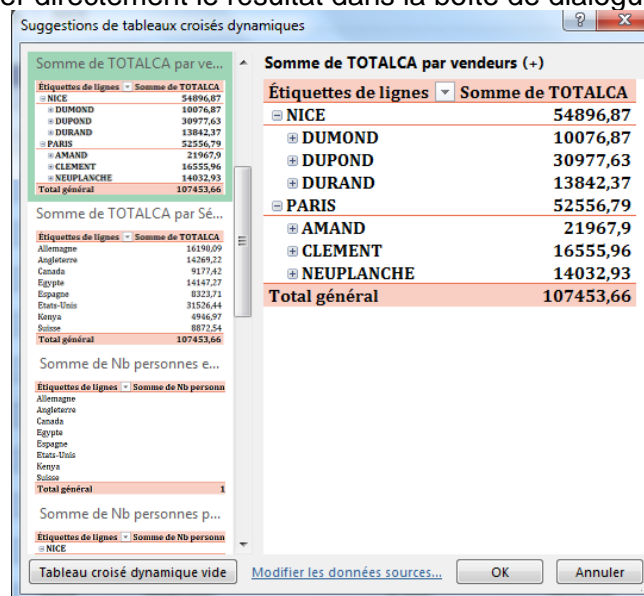 er directement le résultat dans la boîte de dialogu
Suggestions de tableaux croisés dynamiques
Somme de TOTALCA par ve...
Étiquettes de lignes Somme de TOTALCA
NICE 54896,87
DUMOND 10076,87
DUPOND 30977,63
DURAND 13842,37
PARIS 52556,79
AMAND 21967,9
CLEMENT 16555,96
NEUPLANCHE 14032,93
Total général 107453,66
Somme de TOTALCA par Sé...
Étiquettes de lignes Somme de TOTALCA
Allemagne 16190,09
Angleterre 14269,22
Canada 9177,42
Egypte 14147,27
Espagne 8323,71
Etats-Unis 31526,44
Kenya 4946,97
Suisse 8872,54
Total général 107453,66
Somme de Nb personnes e...
Étiquettes de lignes Somme de Nb personn
Allemagne
Angleterre
Canada
Egypte
Espagne
Etats-Unis
Kenya
Suisse
Total général 1
Somme de Nb personnes p...
Étiquettes de lignes Somme de Nb personn
NICE
Somme de TOTALCA par vendeurs (+)
Étiquettes de lignes Somme de TOTALCA
NICE 54896,87
DUMOND 10076,87
DUPOND 30977,63
DURAND 13842,37
PARIS 52556,79
AMAND 21967,9
CLEMENT 16555,96
NEUPLANCHE 14032,93
Total général 107453,66
Tableau croisé dynamique vide Modifier les données sources... OK Annuler